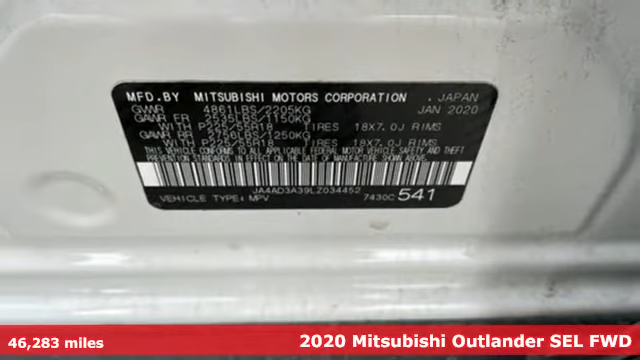 MFD.BY MITSUBISHI MOTORS CORPORATION . JAPAN
GVWR 4861LBS/2205KG JAN 2020
GAWR FR 2535LBS/1150KG
WITH P225/55R18 TIRES 18X7.0J RIMS
GAWR RR 2756LBS/1250KG
WITH P225/55R18 TIRES 18X7.0J RIMS
THIS VEHICLE CONFORMS TO ALL APPLICABLE FEDERAL MOTOR VEHICLE SAFETY AND THEFT
PREVENTION STANDARDS IN EFFECT ON THE DATE OF MANUFACTURE SHOWN ABOVE.
JA4AD3A39LZ034452
VEHICLE TYPE: MPV 7430C 541
46,283 miles
2020 Mitsubishi Outlander SEL FWD